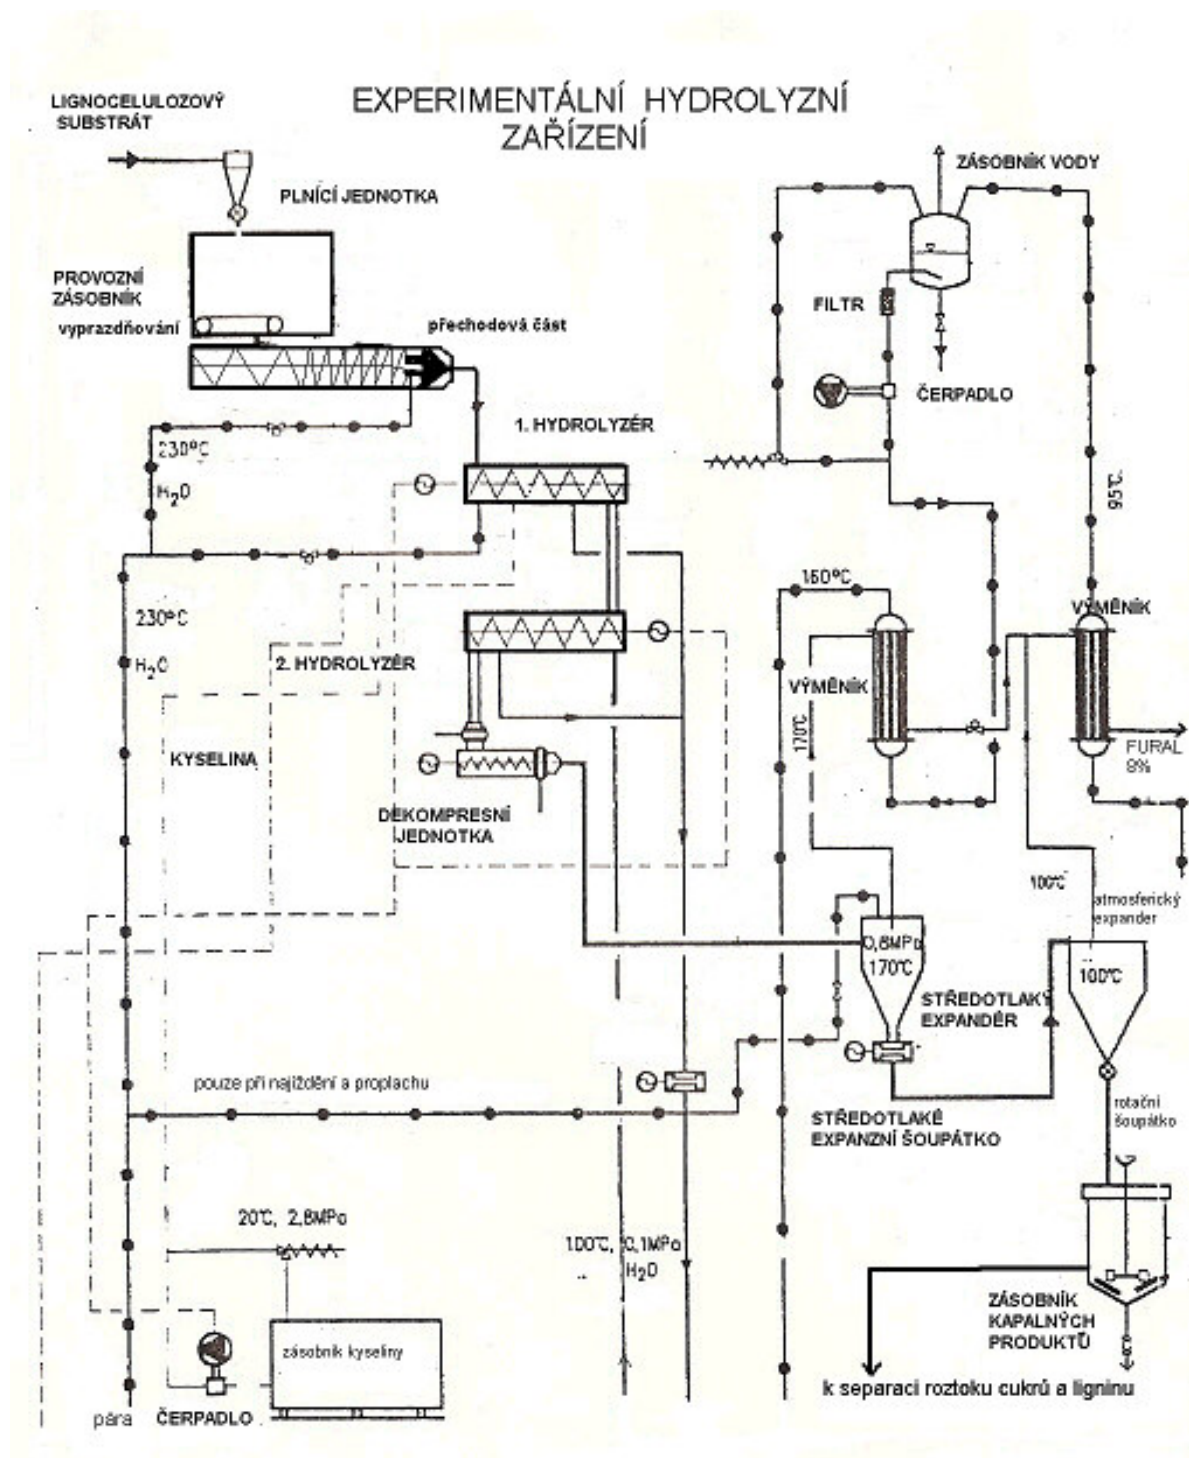 EXPERIMENTÁLNÍ HYDROLYZNÍ
ZAŘÍZENÍ
LIGNOCELULOZOVÝ
SUBSTRÁT
PLNÍCÍ JEDNOTKA
PROVOZNÍ
ZÁSOBNÍK
vyprazdňování
přechodová část
ZÁSOBNÍK VODY
FILTR
ČERPADLO
1. HYDROLYZÉR
230°C
H2O
95°C
160°C
230°C
H2O
2. HYDROLYZÉR
VÝMĚNÍK
VÝMĚNÍK
170°C
FURAL
8%
KYSELINA
DEKOMPRESNÍ
JEDNOTKA
100°C
atmosferický
expander
0,8MPa
170°C
100°C
STŘEDOTLAKÝ
EXPANDÉR
pouze při najíždění a proplachu
rotační
šoupátko
STŘEDOTLAKÉ
EXPANZNÍ ŠOUPÁTKO
20°C, 2,8MPa
100°C, 0,1MPa
H2O
ZÁSOBNÍK
KAPALNÝCH
PRODUKTŮ
zásobník kyseliny
k separaci roztoku cukrů a ligninu
pára
ČERPADLO